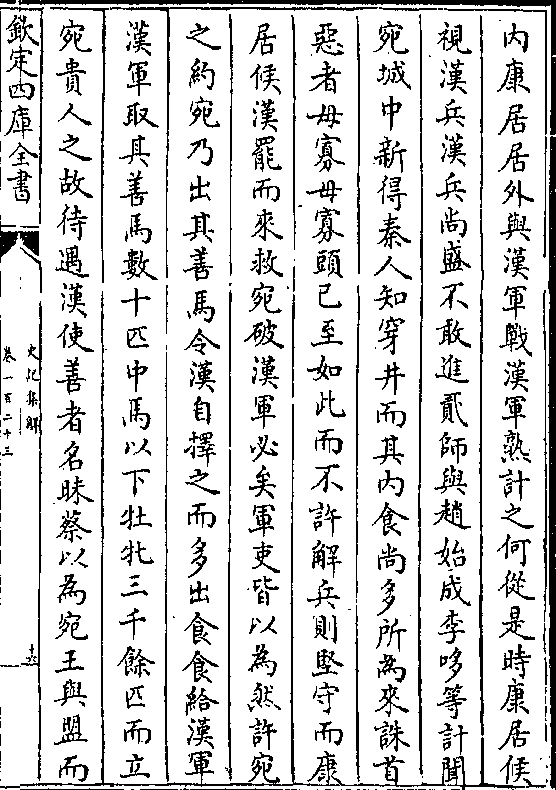 内康居居外與漢軍戰漢軍熟計之何從是時康居候
視漢兵漢兵尚盛不敢進貳師與趙始成李哆等計聞
宛城中新得秦人知穿井而其内食尚多所為來誅首
惡者毋寡毋寡頭已至如此而不許解兵則堅守而康
居候漢罷而來救宛破漢軍必矣軍吏皆以為然許宛
之約宛乃出其善馬令漢自擇之而多出食食給漢軍
漢軍取其善馬數十匹中馬以下牡牝三千餘匹而立
宛貴人之故待遇漢使善者名昧蔡以為宛王與盟而
欽定四庫全書
史記集解
卷一百二十三
十六